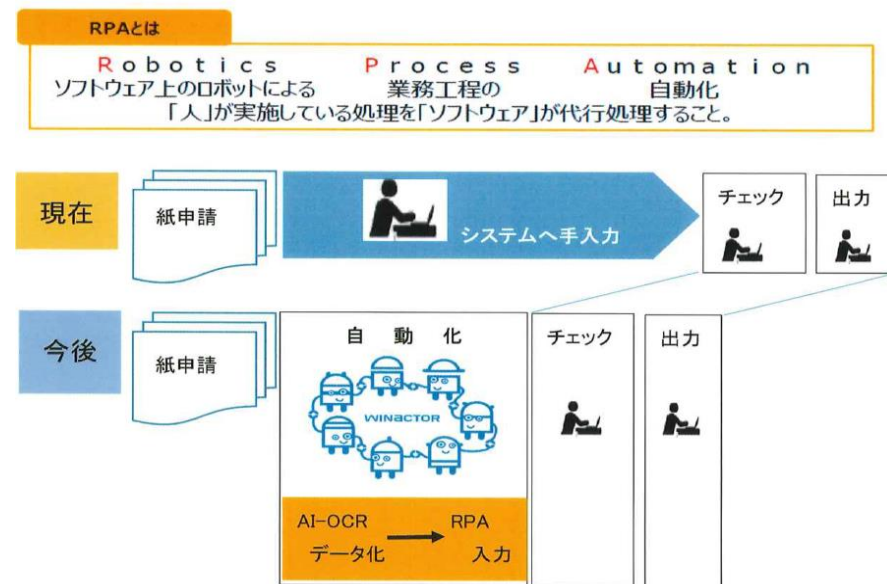 RPAとは
Robotics Process Automation
ソフトウェア上のロボットによる 業務工程の 自動化
「人」が実施している処理を「ソフトウェア」が代行処理すること。
現在
紙申請
システムへ手入力
チェック
出力
今後
紙申請
自動化
WINACTOR
AI-OCR
データ化
RPA
入力
チェック
出力